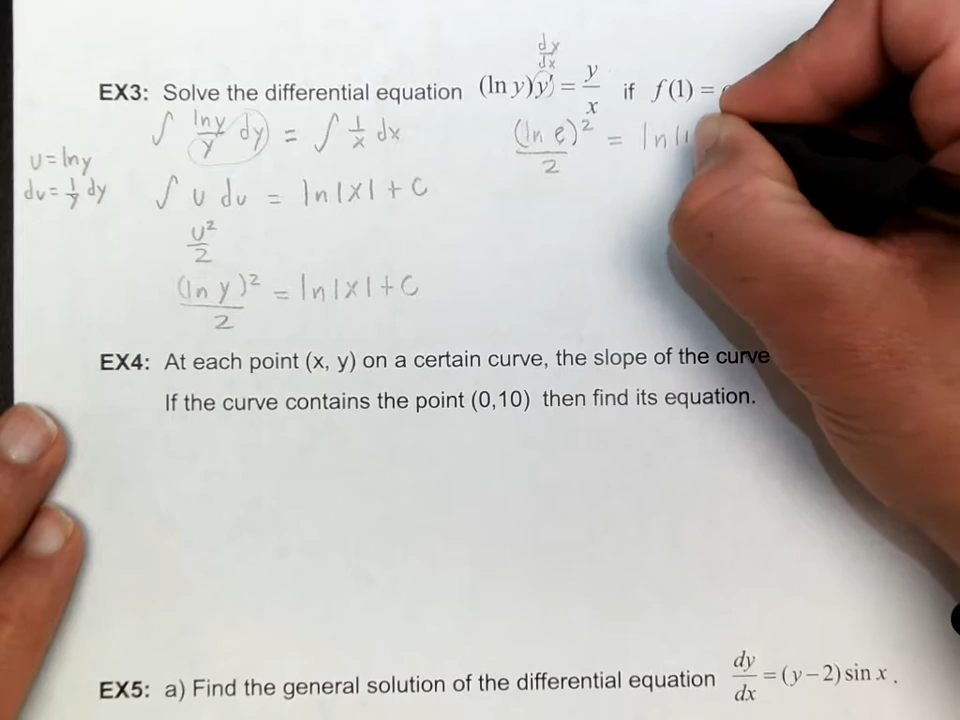 dy/dx
EX3: Solve the differential equation (ln y)y' = y/x if f(1) =
∫ ln y/y dy = ∫ 1/x dx
(ln e)²/2 = ln|1
u = ln y
du = 1/y dy
∫ u du = ln|x| + C
u²/2
(ln y)²/2 = ln|x| + C
EX4: At each point (x, y) on a certain curve, the slope of the curve
If the curve contains the point (0,10) then find its equation.
EX5: a) Find the general solution of the differential equation dy/dx = (y−2) sin x .